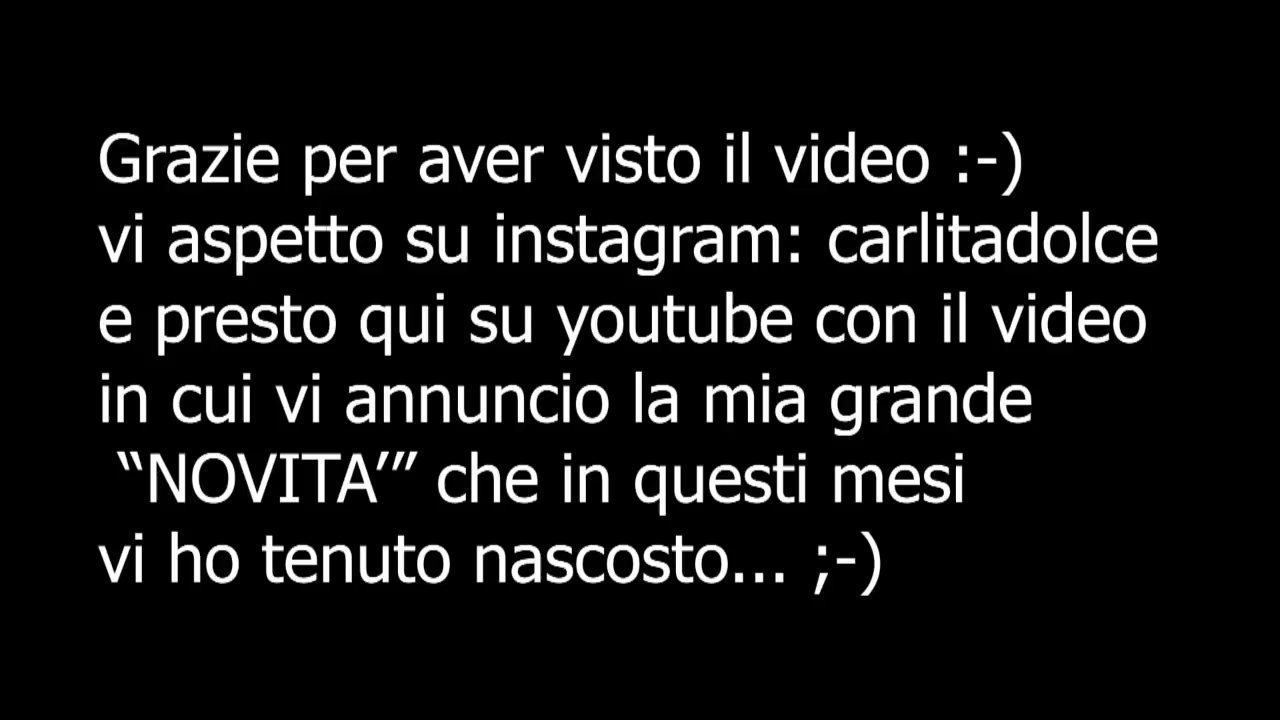 Grazie per aver visto il video :-)
vi aspetto su instagram: carlitadolce
e presto qui su youtube con il video
in cui vi annuncio la mia grande
“NOVITA’” che in questi mesi
vi ho tenuto nascosto... ;-)